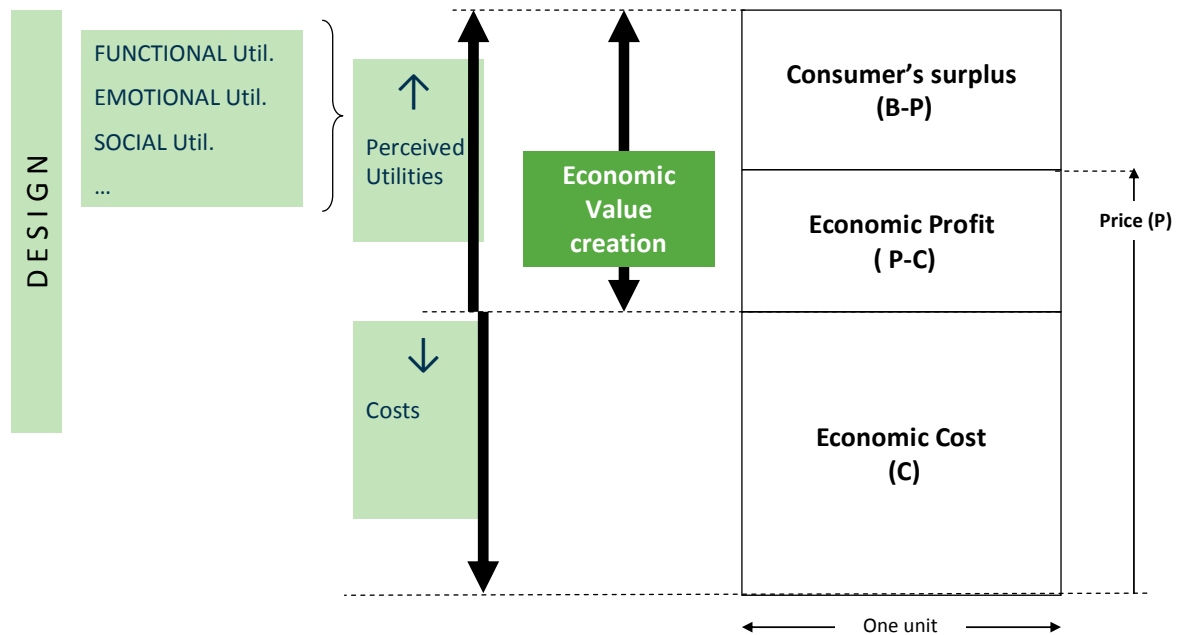 DESIGN
FUNCTIONAL Util.
EMOTIONAL Util.
SOCIAL Util.
...
↑
Perceived
Utilities
↓
Costs
Economic
Value
creation
Consumer’s surplus
(B-P)
Economic Profit
( P-C)
Economic Cost
(C)
Price (P)
One unit